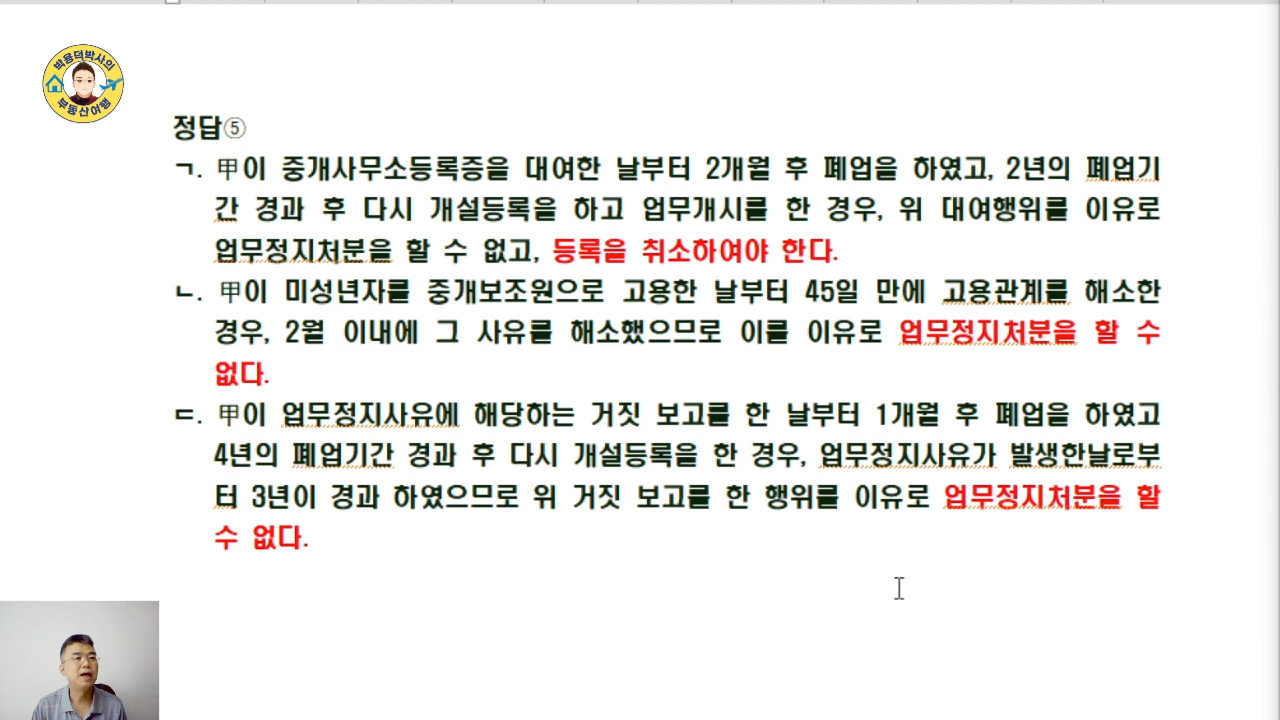 박용덕박사의
부동산여행
정답⑤
ㄱ. 甲이 중개사무소등록증을 대여한 날부터 2개월 후 폐업을 하였고, 2년의 폐업기
간 경과 후 다시 개설등록을 하고 업무개시를 한 경우, 위 대여행위를 이유로
업무정지처분을 할 수 없고, 등록을 취소하여야 한다.
ㄴ. 甲이 미성년자를 중개보조원으로 고용한 날부터 45일 만에 고용관계를 해소한
경우, 2월 이내에 그 사유를 해소했으므로 이를 이유로 업무정지처분을 할 수
없다.
ㄷ. 甲이 업무정지사유에 해당하는 거짓 보고를 한 날부터 1개월 후 폐업을 하였고
4년의 폐업기간 경과 후 다시 개설등록을 한 경우, 업무정지사유가 발생한날로부
터 3년이 경과 하였으므로 위 거짓 보고를 한 행위를 이유로 업무정지처분을 할
수 없다.